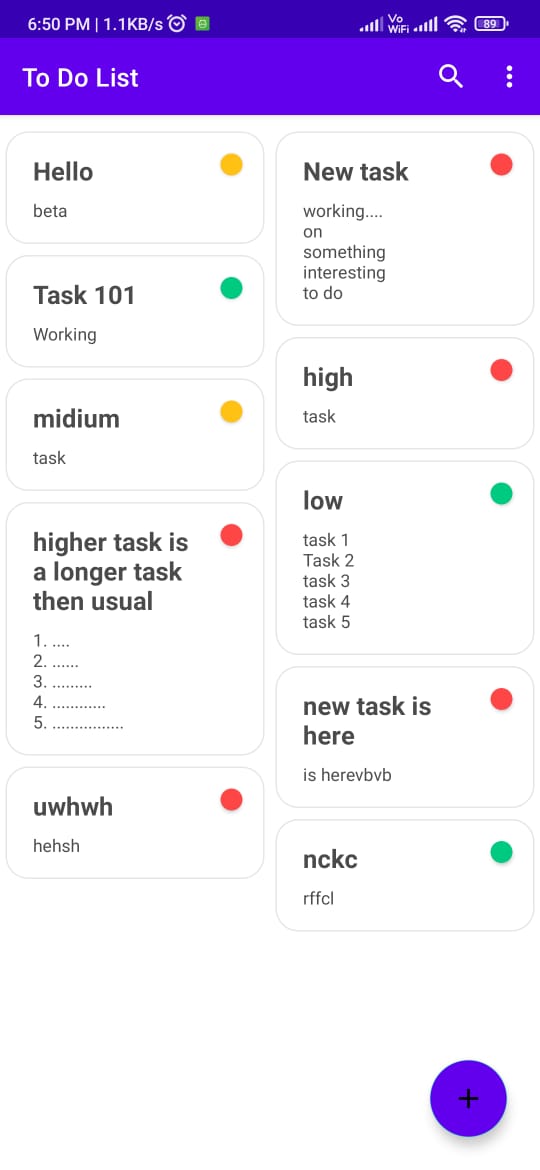 6:50 PM | 1.1KB/s
Vo
WiFi
89
To Do List
Hello
beta
Task 101
Working
midium
task
higher task is
a longer task
then usual
1. ....
2. ......
3. .........
4. ............
5. ................
uwhwh
hehsh
New task
working....
on
something
interesting
to do
high
task
low
task 1
Task 2
task 3
task 4
task 5
new task is
here
is herevbvb
nckc
rffcl
+